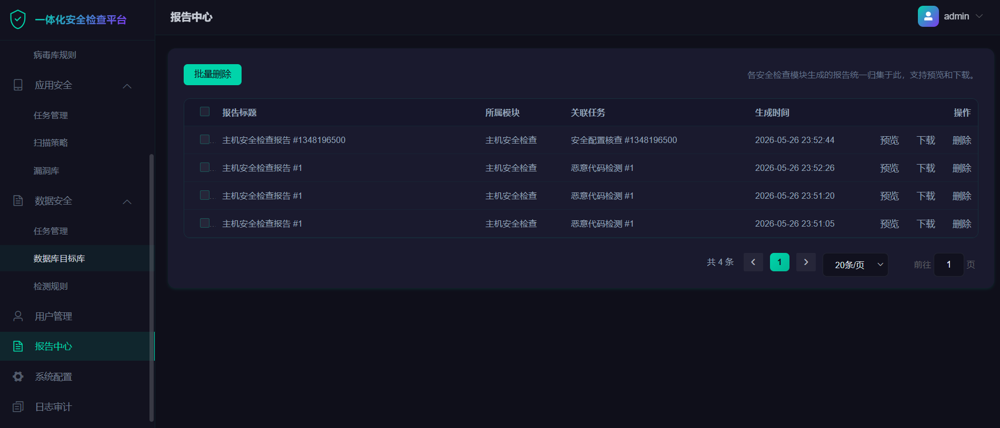 一体化安全检查平台
报告中心
admin
病毒库规则
应用安全
任务管理
扫描策略
漏洞库
数据安全
任务管理
数据库目标库
检测规则
用户管理
报告中心
系统配置
日志审计
批量删除
各安全检查模块生成的报告统一归集于此，支持预览和下载。
报告标题 所属模块 关联任务 生成时间 操作
主机安全检查报告 #1348196500 主机安全检查 安全配置核查 #1348196500 2026-05-26 23:52:44 预览 下载 删除
主机安全检查报告 #1 主机安全检查 恶意代码检测 #1 2026-05-26 23:52:26 预览 下载 删除
主机安全检查报告 #1 主机安全检查 恶意代码检测 #1 2026-05-26 23:51:20 预览 下载 删除
主机安全检查报告 #1 主机安全检查 恶意代码检测 #1 2026-05-26 23:51:05 预览 下载 删除
共 4 条 1 20条/页 前往 1 页